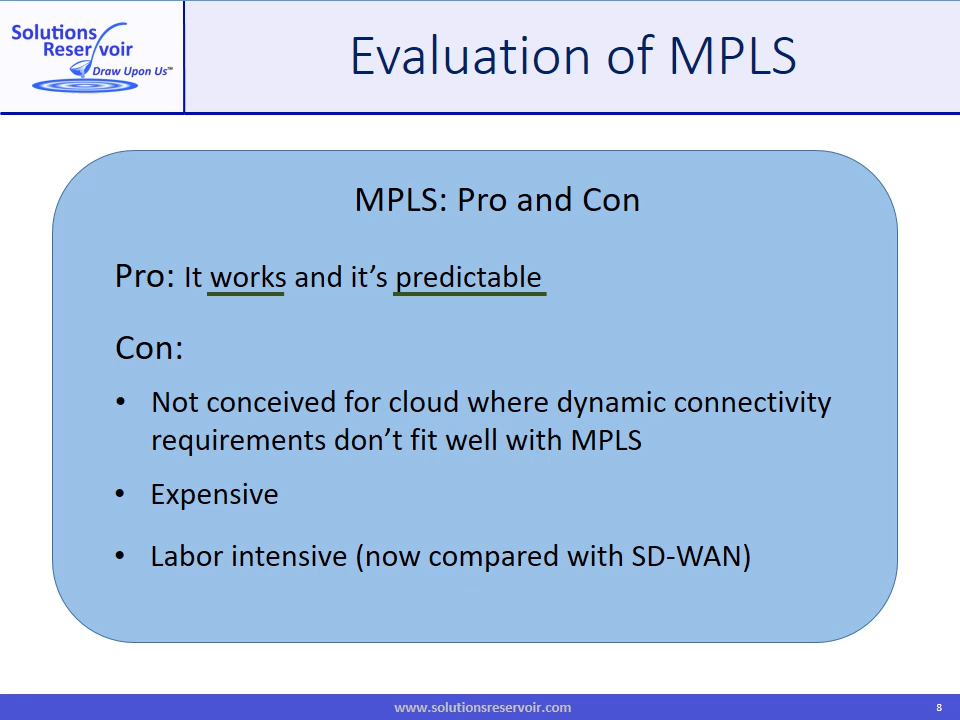 Solutions
Reservoir
Draw Upon Us™
Evaluation of MPLS
MPLS: Pro and Con
Pro: It works and it’s predictable
Con:
• Not conceived for cloud where dynamic connectivity
requirements don’t fit well with MPLS
• Expensive
• Labor intensive (now compared with SD-WAN)
www.solutionsreservoir.com
8